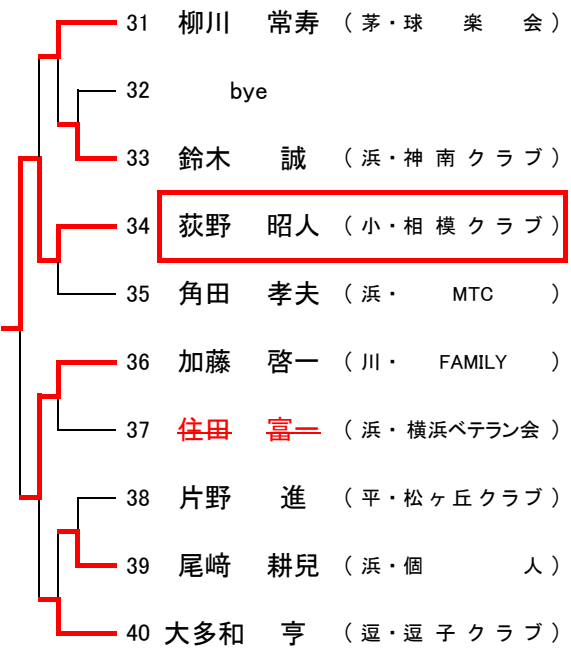 31 柳川 常寿 (茅・球楽会)
32 bye
33 鈴木 誠 (浜・神南クラブ)
34 荻野 昭人 (小・相模クラブ)
35 角田 孝夫 (浜・MTC)
36 加藤 啓一 (川・FAMILY)
37 住田 富一 (浜・横浜ベテラン会)
38 片野 進 (平・松ヶ丘クラブ)
39 尾﨑 耕兒 (浜・個人)
40 大多和 亨 (逗・逗子クラブ)